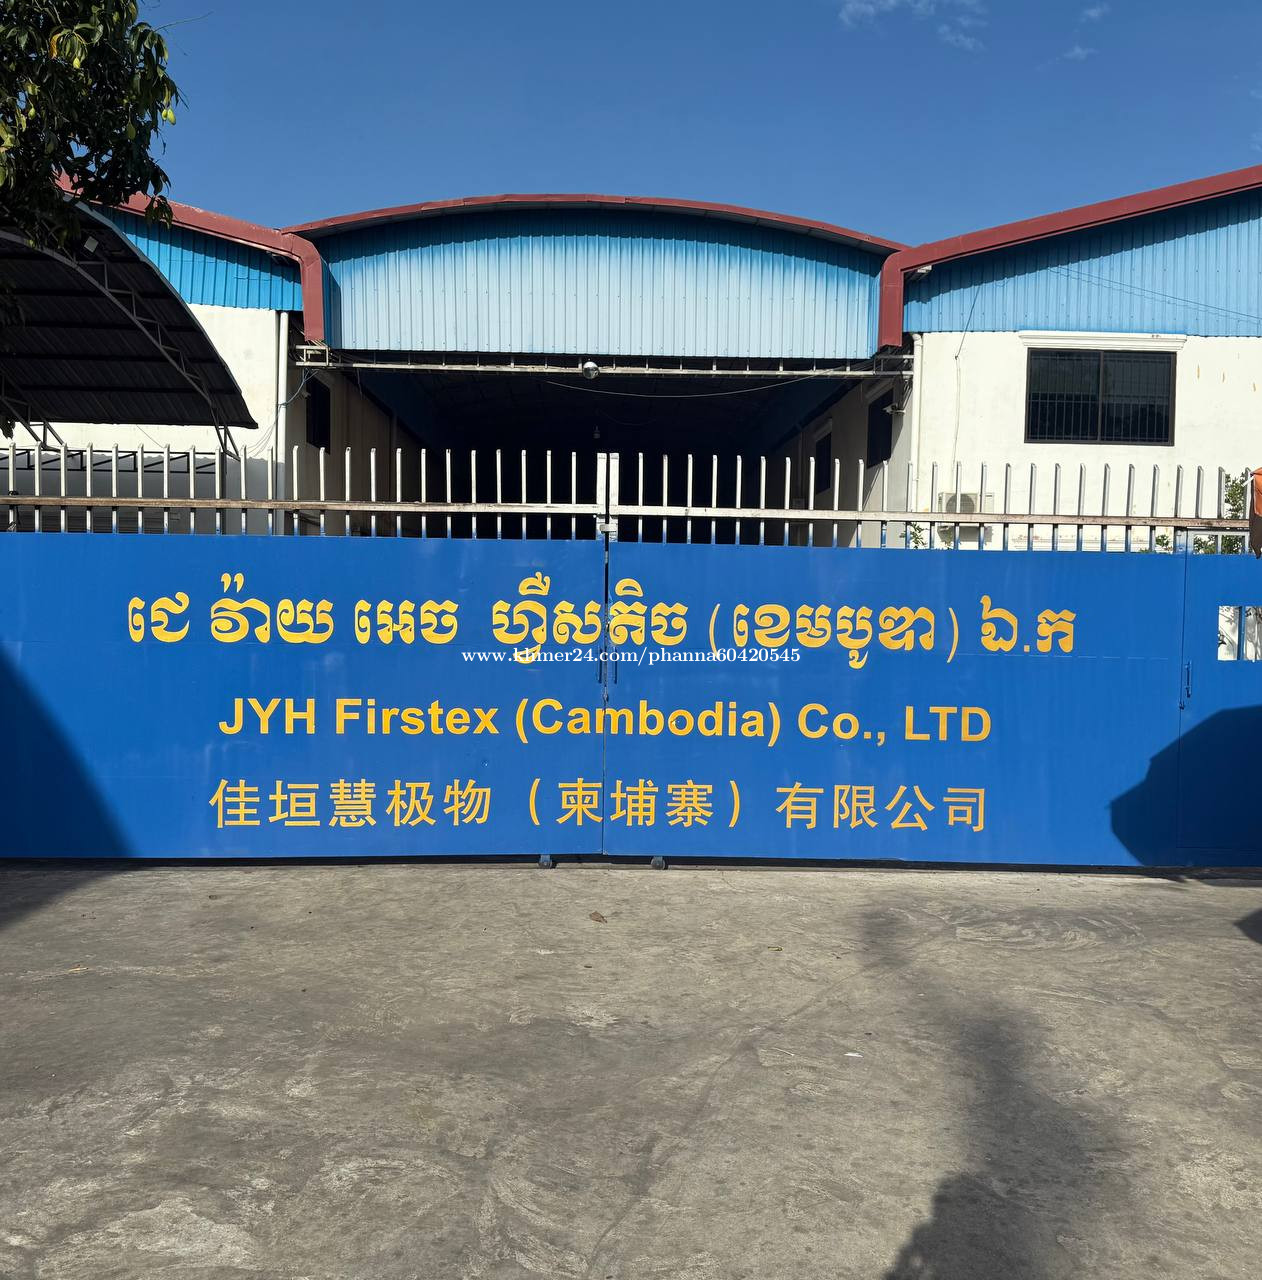 ជេ វ៉ាយ អេច ហ្វឺសតិច (ខេមបូឌា) ឯ.ក
www.khmer24.com/phanna60420545
JYH Firstex (Cambodia) Co., LTD
佳垣慧极物（柬埔寨）有限公司